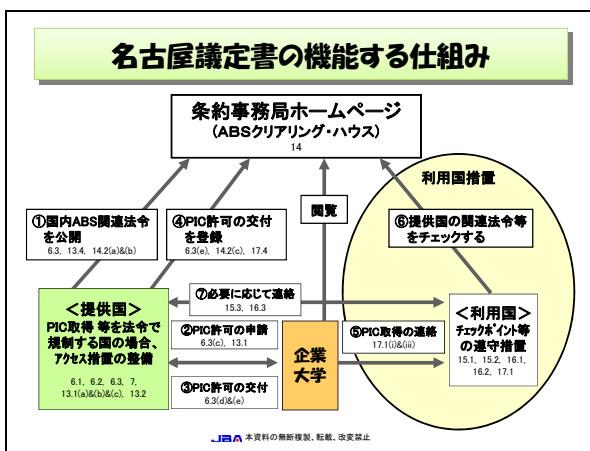 名古屋議定書の機能する仕組み
条約事務局ホームページ
(ABSクリアリング・ハウス)
14
利用国措置
①国内ABS関連法令
を公開
6.3, 13.4, 14.2(a)&(b)
④PIC許可の交付
を登録
6.3(e), 14.2(c), 17.4
閲覧
⑥提供国の関連法令等
をチェックする
⑦必要に応じて連絡
15.3, 16.3
<提供国>
PIC取得 等を法令で
規制する国の場合、
アクセス措置の整備
6.1, 6.2, 6.3, 7,
13.1(a)&(b)&(c), 13.2
②PIC許可の申請
6.3(c), 13.1
③PIC許可の交付
6.3(d)&(e)
企業
大学
⑤PIC取得の連絡
17.1(i)&(iii)
<利用国>
チェックポイント等
の遵守措置
15.1, 15.2, 16.1,
16.2, 17.1
JBA 本資料の無断複製、転載、改変禁止